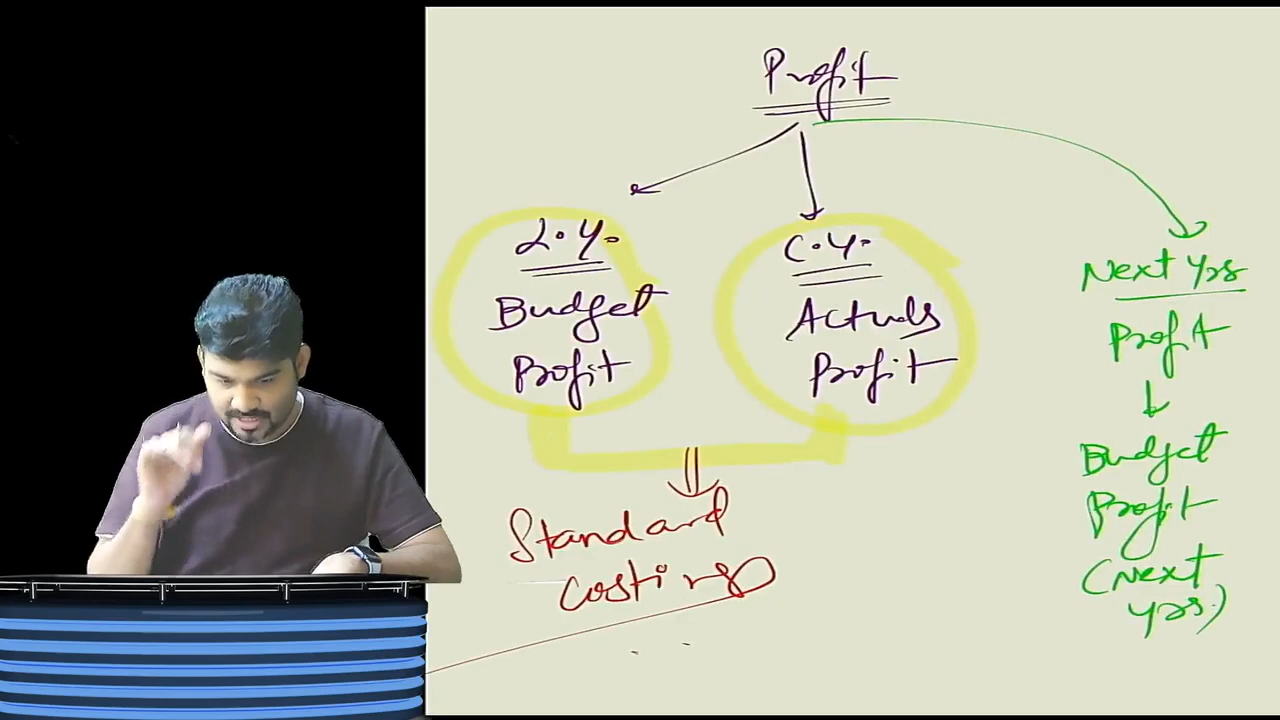 Profit
L.Y.
Budget
Profit
C.Y.
Actuals
Profit
Next Yrs
Profit
Budget
Profit
(Next
yrs.)
Standard
Costing